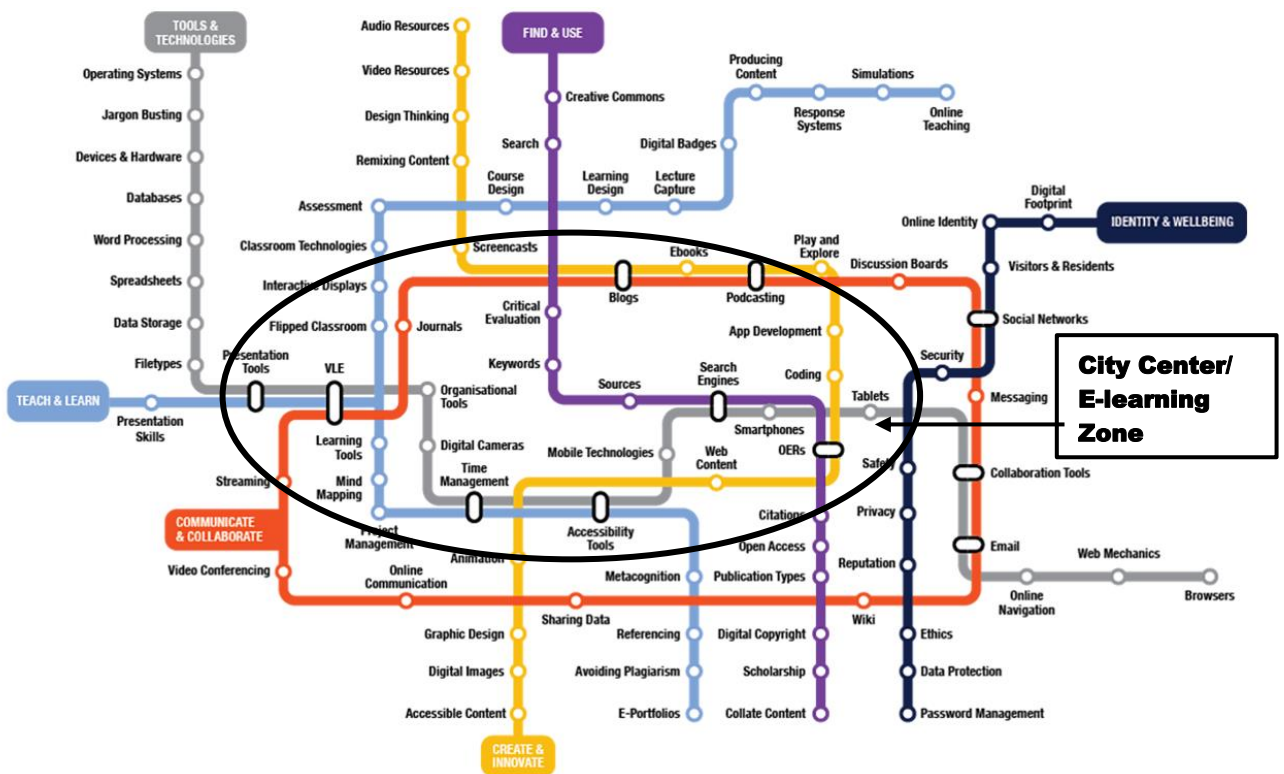 TOOLS &
TECHNOLOGIES
Operating Systems
Jargon Busting
Devices & Hardware
Databases
Word Processing
Spreadsheets
Data Storage
Filetypes
Presentation
Tools
VLE
Organisational
Tools
Digital Cameras
Time
Management
Accessibility
Tools
Mobile Technologies
Smartphones
Tablets
Search
Engines
Audio Resources
Video Resources
Design Thinking
Remixing Content
Screencasts
Blogs
Ebooks
Podcasting
Play and
Explore
App Development
Coding
OERs
Web
Content
Animation
Graphic Design
Digital Images
Accessible Content
CREATE &
INNOVATE
FIND & USE
Creative Commons
Search
Critical
Evaluation
Keywords
Sources
Citations
Open Access
Publication Types
Digital Copyright
Scholarship
Collate Content
Producing
Content
Simulations
Response
Systems
Online
Teaching
Digital Badges
Lecture
Capture
Learning
Design
Course
Design
Assessment
Classroom Technologies
Interactive Displays
Flipped Classroom
TEACH & LEARN
Presentation
Skills
Learning
Tools
Mind
Mapping
Project
Management
Metacognition
Referencing
Avoiding Plagiarism
E-Portfolios
Journals
Streaming
COMMUNICATE
& COLLABORATE
Video Conferencing
Online
Communication
Sharing Data
Wiki
Discussion Boards
Social Networks
Messaging
Collaboration Tools
Email
Online
Navigation
Web Mechanics
Browsers
Digital
Footprint
Online Identity
IDENTITY & WELLBEING
Visitors & Residents
Security
Safety
Privacy
Reputation
Ethics
Data Protection
Password Management
City Center/
E-learning
Zone